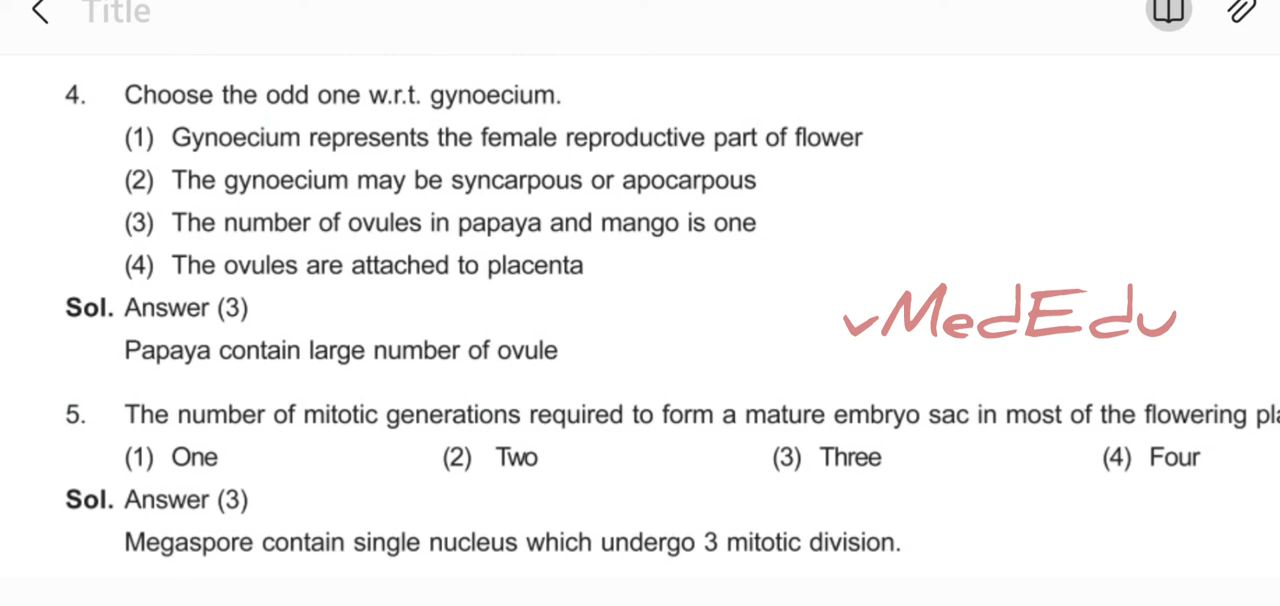 Title
4. Choose the odd one w.r.t. gynoecium.
(1) Gynoecium represents the female reproductive part of flower
(2) The gynoecium may be syncarpous or apocarpous
(3) The number of ovules in papaya and mango is one
(4) The ovules are attached to placenta
Sol. Answer (3)
Papaya contain large number of ovule
vMedEdu
5. The number of mitotic generations required to form a mature embryo sac in most of the flowering pla
(1) One (2) Two (3) Three (4) Four
Sol. Answer (3)
Megaspore contain single nucleus which undergo 3 mitotic division.